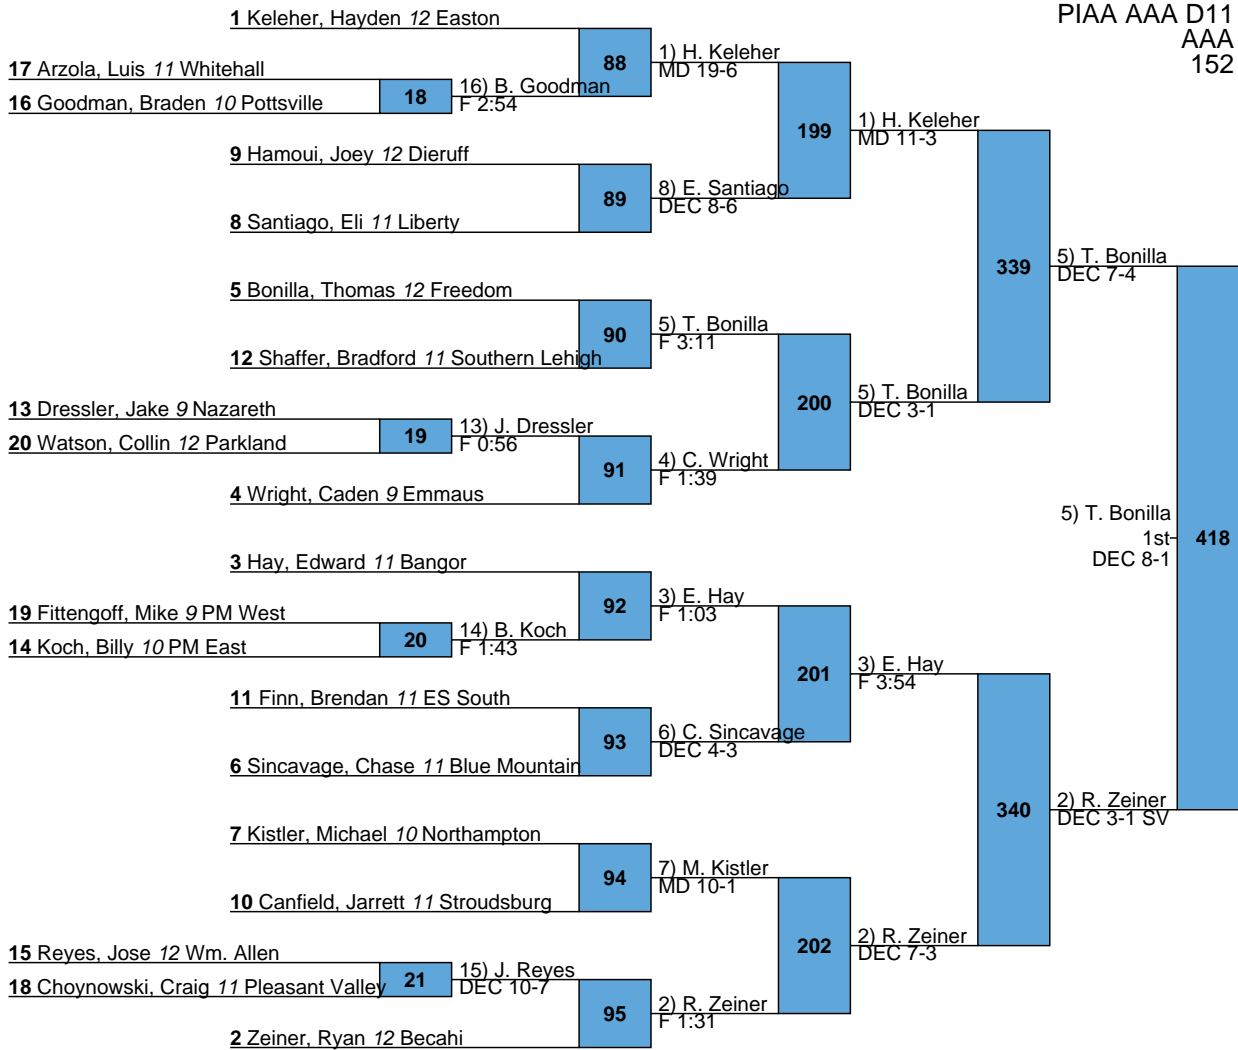 PIAA AAA D11
AAA
152
1 Keleher, Hayden 12 Easton
17 Arzola, Luis 11 Whitehall
16 Goodman, Braden 10 Pottsville
18
16) B. Goodman
F 2:54
88
1) H. Keleher
MD 19-6
9 Hamoui, Joey 12 Dieruff
8 Santiago, Eli 11 Liberty
89
8) E. Santiago
DEC 8-6
199
1) H. Keleher
MD 11-3
5 Bonilla, Thomas 12 Freedom
12 Shaffer, Bradford 11 Southern Lehigh
90
5) T. Bonilla
F 3:11
13 Dressler, Jake 9 Nazareth
20 Watson, Collin 12 Parkland
19
13) J. Dressler
F 0:56
4 Wright, Caden 9 Emmaus
91
4) C. Wright
F 1:39
200
5) T. Bonilla
DEC 3-1
339
5) T. Bonilla
DEC 7-4
3 Hay, Edward 11 Bangor
19 Fittengoff, Mike 9 PM West
14 Koch, Billy 10 PM East
20
14) B. Koch
F 1:43
92
3) E. Hay
F 1:03
11 Finn, Brendan 11 ES South
6 Sincavage, Chase 11 Blue Mountain
93
6) C. Sincavage
DEC 4-3
201
3) E. Hay
F 3:54
7 Kistler, Michael 10 Northampton
10 Canfield, Jarrett 11 Stroudsburg
94
7) M. Kistler
MD 10-1
15 Reyes, Jose 12 Wm. Allen
18 Choynowski, Craig 11 Pleasant Valley
21
15) J. Reyes
DEC 10-7
2 Zeiner, Ryan 12 Becahi
95
2) R. Zeiner
F 1:31
202
2) R. Zeiner
DEC 7-3
340
2) R. Zeiner
DEC 3-1 SV
5) T. Bonilla
1st
DEC 8-1
418